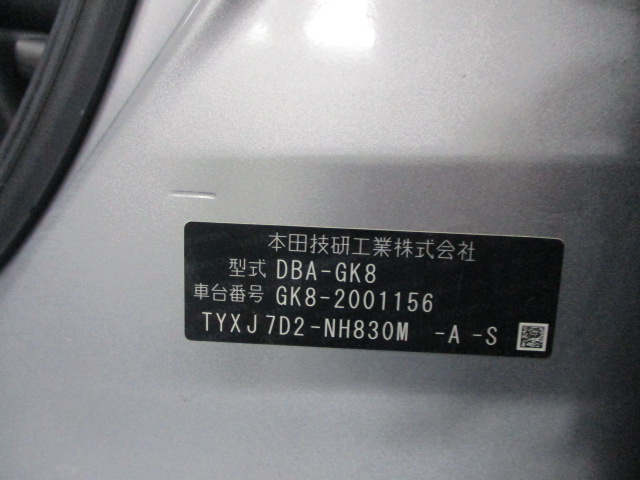 本田技研工業株式会社
型式 DBA-GK8
車台番号 GK8-2001156
TYXJ7D2-NH830M -A -S